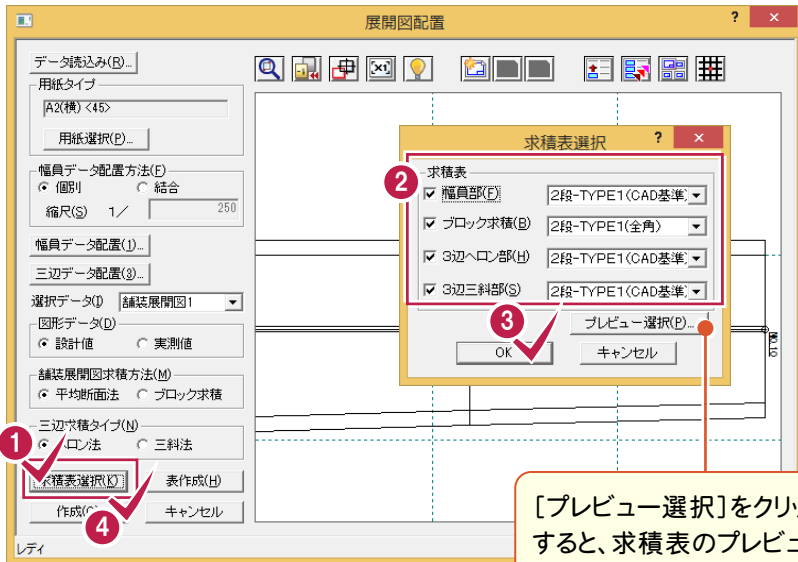 展開図配置
? ×
データ読込み(R)...
用紙タイプ
A2(横) <45>
用紙選択(P)...
幅員データ配置方法(F)
個別 結合
縮尺(S) 1/ 250
幅員データ配置(1)...
三辺データ配置(3)...
選択データ(I) 舗装展開図1
図形データ(D)
設計値 実測値
舗装展開図求積方法(M)
平均断面法 ブロック求積
三辺求積タイプ(N)
ヘロン法 三斜法
1
求積表選択(K) 表作成(H)
4
作成 キャンセル
レディ
×1
求積表選択 ? ×
2
求積表
幅員部(F) 2段-TYPE1(CAD基準)
ブロック求積(B) 2段-TYPE1(全角)
3辺ヘロン部(H) 2段-TYPE1(CAD基準)
3辺三斜部(S) 2段-TYPE1(CAD基準)
3
プレビュー選択(P)...
OK キャンセル
NO.10
[プレビュー選択]をクリッ
すると、求積表のプレビュ